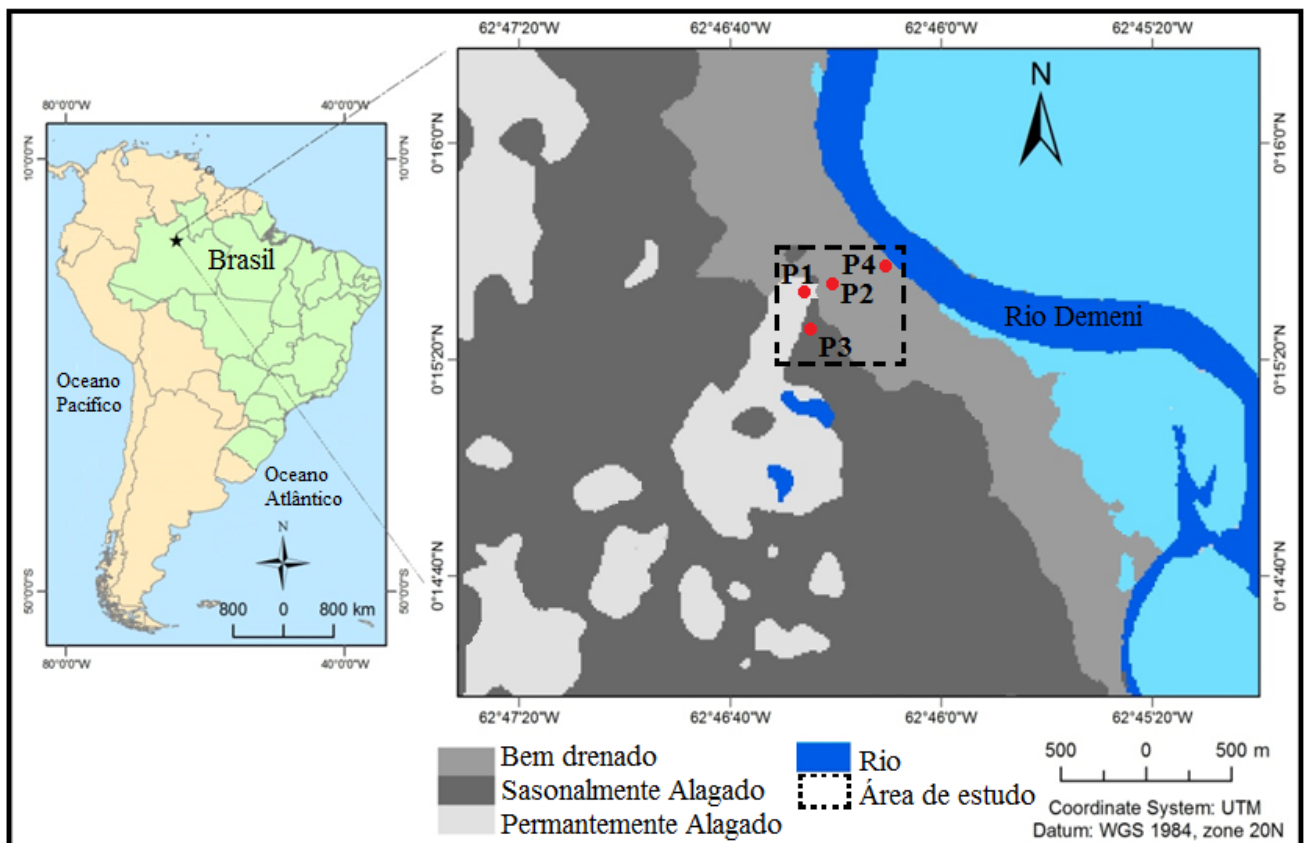 80°0'0"W
40°0'0"W
10°0'0"N
10°0'0"N
Brasil
Oceano
Pacífico
Oceano
Atlântico
N
800 0 800 km
50°0'0"S
50°0'0"S
80°0'0"W
40°0'0"W
62°47'20"W
62°46'40"W
62°46'0"W
62°45'20"W
N
0°16'0"N
0°16'0"N
P1
P4
P2
P3
Rio Demeni
0°15'20"N
0°15'20"N
0°14'40"N
0°14'40"N
62°47'20"W
62°46'40"W
62°46'0"W
62°45'20"W
Bem drenado
Sasonalmente Alagado
Permantemente Alagado
Rio
Área de estudo
500 0 500 m
Coordinate System: UTM
Datum: WGS 1984, zone 20N